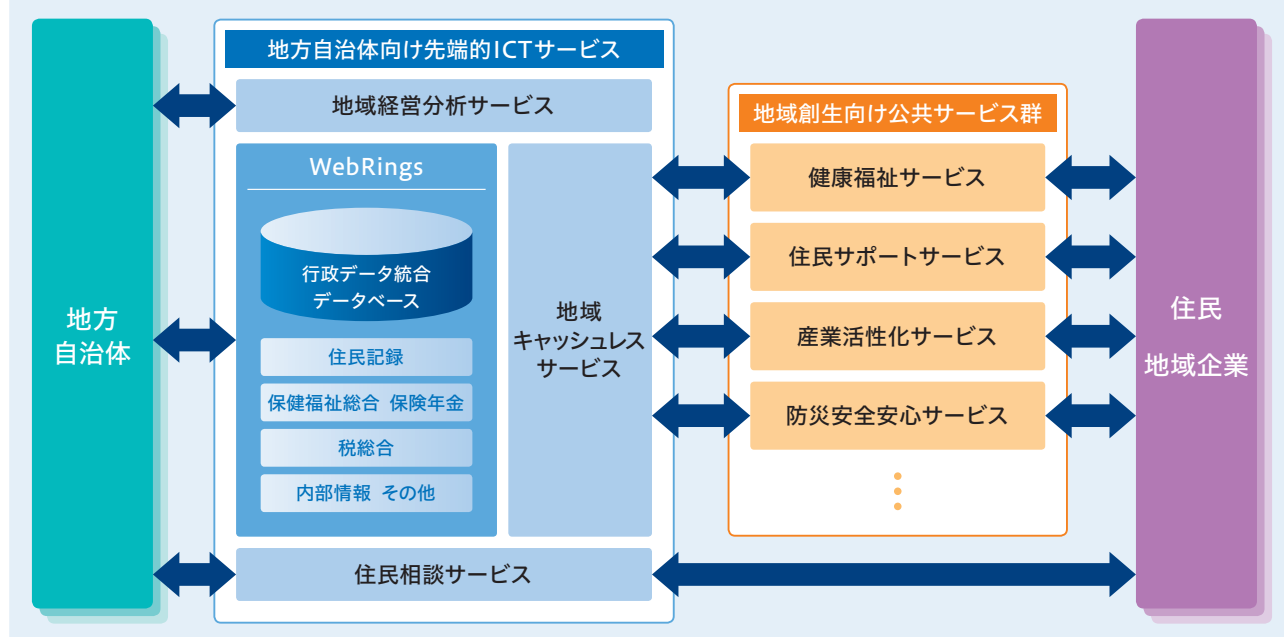 地方
自治体
地方自治体向け先端的ICTサービス
地域経営分析サービス
WebRings
行政データ統合
データベース
住民記録
保健福祉総合 保険年金
税総合
内部情報 その他
地域
キャッシュレス
サービス
住民相談サービス
地域創生向け公共サービス群
健康福祉サービス
住民サポートサービス
産業活性化サービス
防災安全安心サービス
住民
地域企業